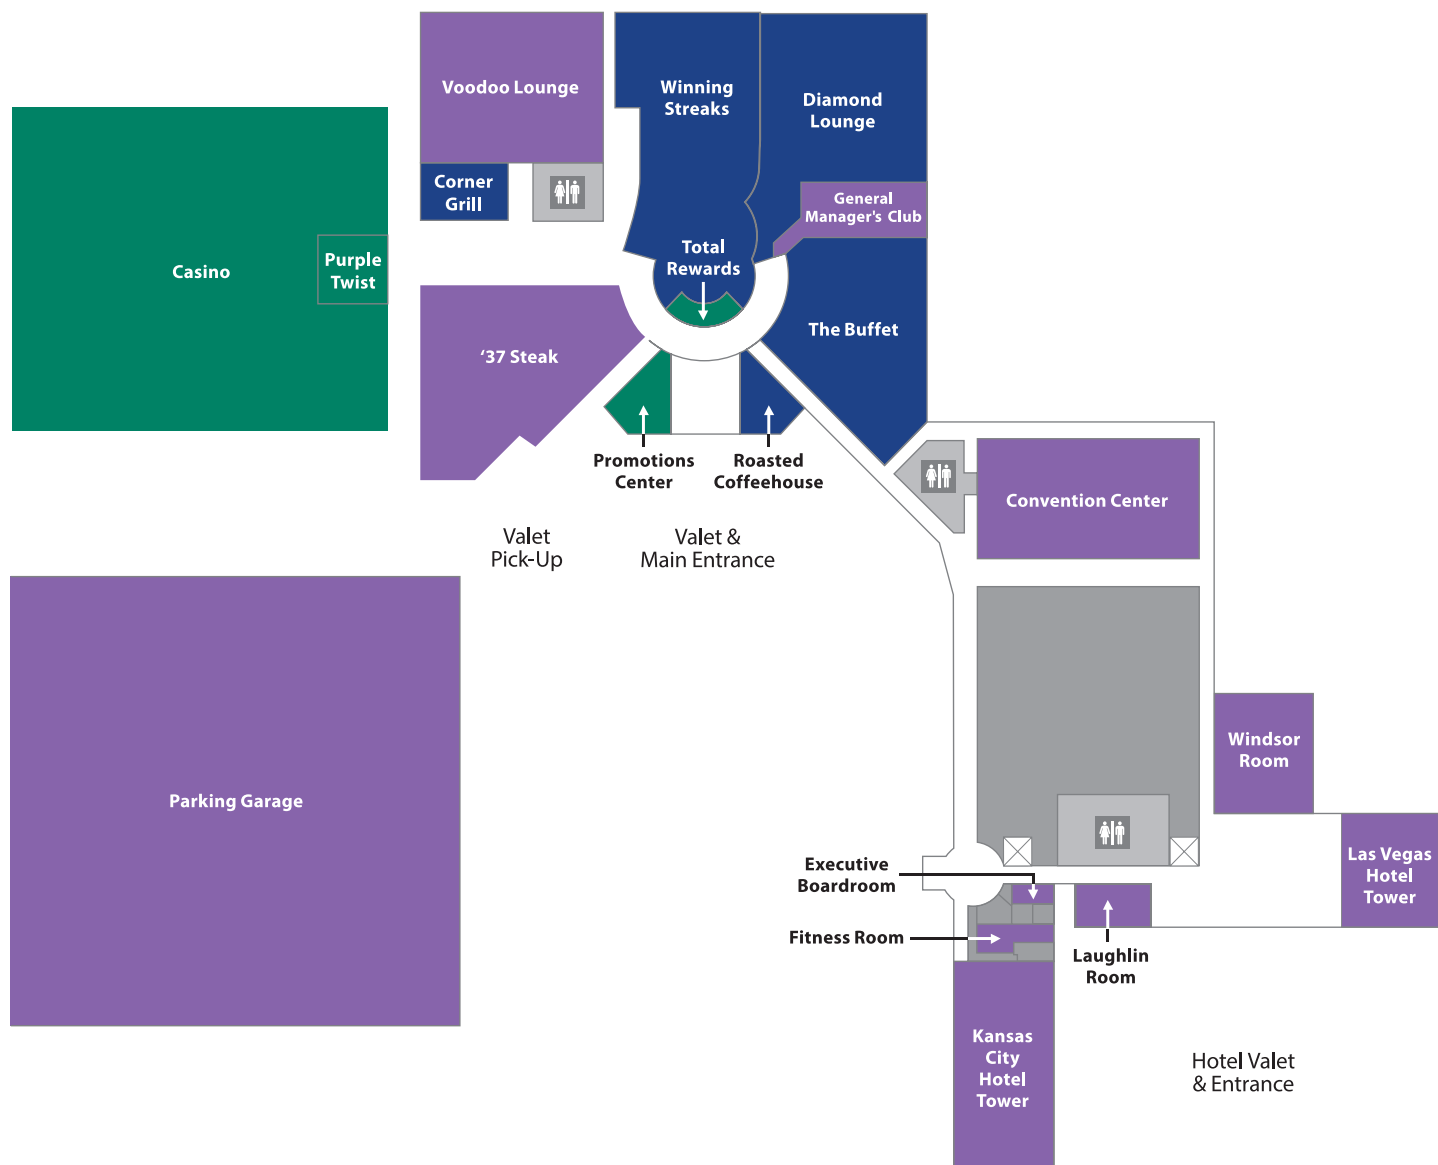 Voodoo Lounge
Winning
Streaks
Diamond
Lounge
Corner
Grill
General
Manager's Club
Casino
Purple
Twist
Total
Rewards
The Buffet
‘37 Steak
Promotions
Center
Roasted
Coffeehouse
Convention Center
Valet
Pick-Up
Valet &
Main Entrance
Parking Garage
Windsor
Room
Executive
Boardroom
Las Vegas
Hotel
Tower
Fitness Room
Laughlin
Room
Kansas
City
Hotel
Tower
Hotel Valet
& Entrance